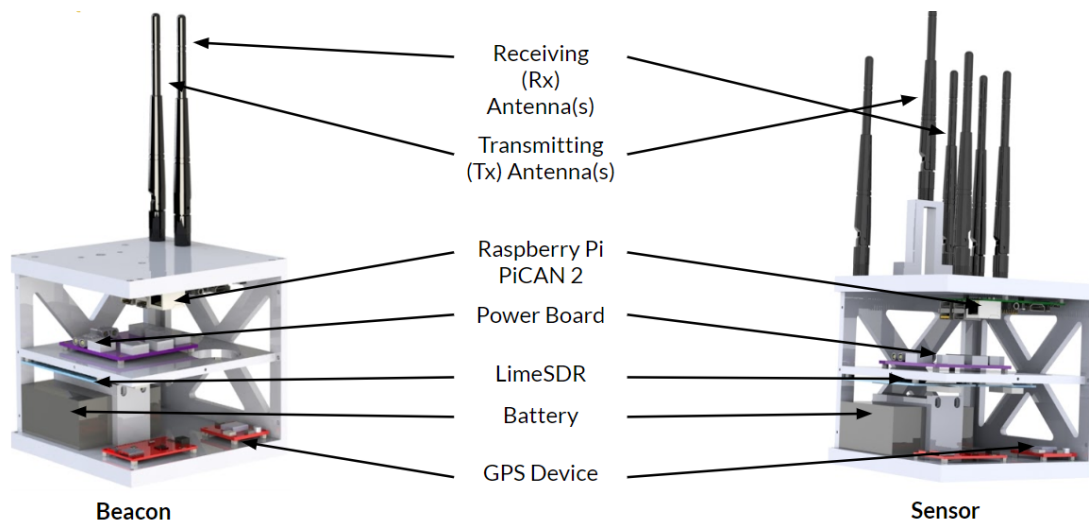 Receiving
(Rx)
Antenna(s)
Transmitting
(Tx) Antenna(s)
Raspberry Pi
PiCAN 2
Power Board
LimeSDR
Battery
GPS Device
Beacon
Sensor